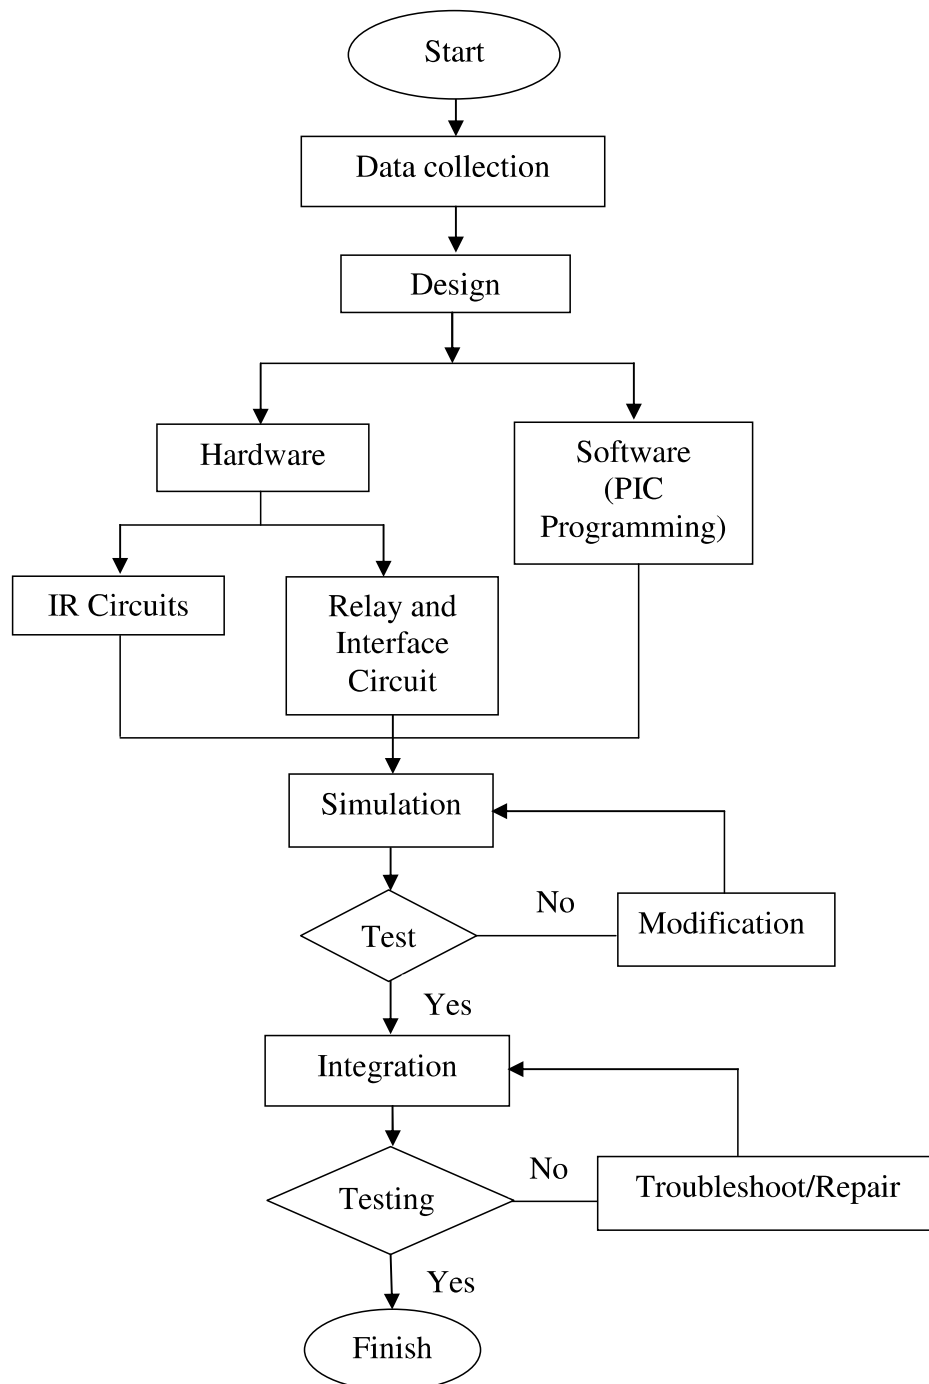 Start
Data collection
Design
Hardware
Software
(PIC
Programming)
IR Circuits
Relay and
Interface
Circuit
Simulation
No
Modification
Test
Yes
Integration
No
Troubleshoot/Repair
Testing
Yes
Finish